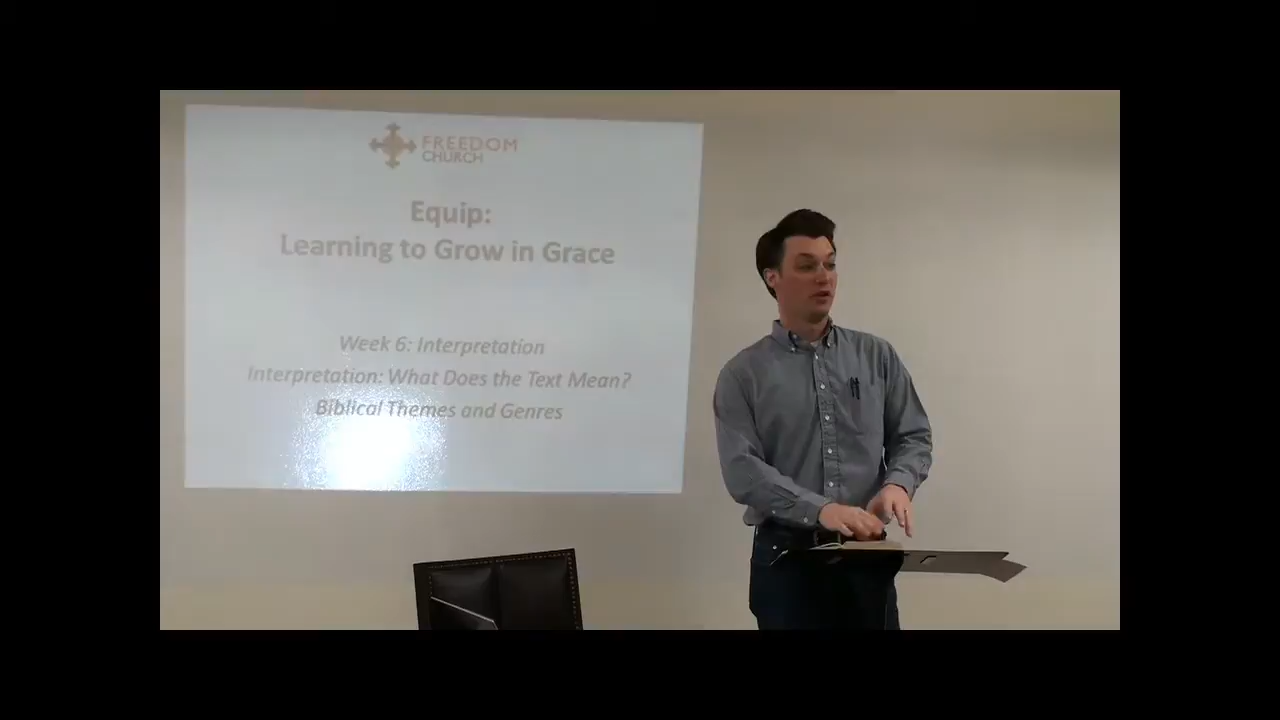 FREEDOM
CHURCH
Equip:
Learning to Grow in Grace
Week 6: Interpretation
Interpretation: What Does the Text Mean?
Biblical Themes and Genres